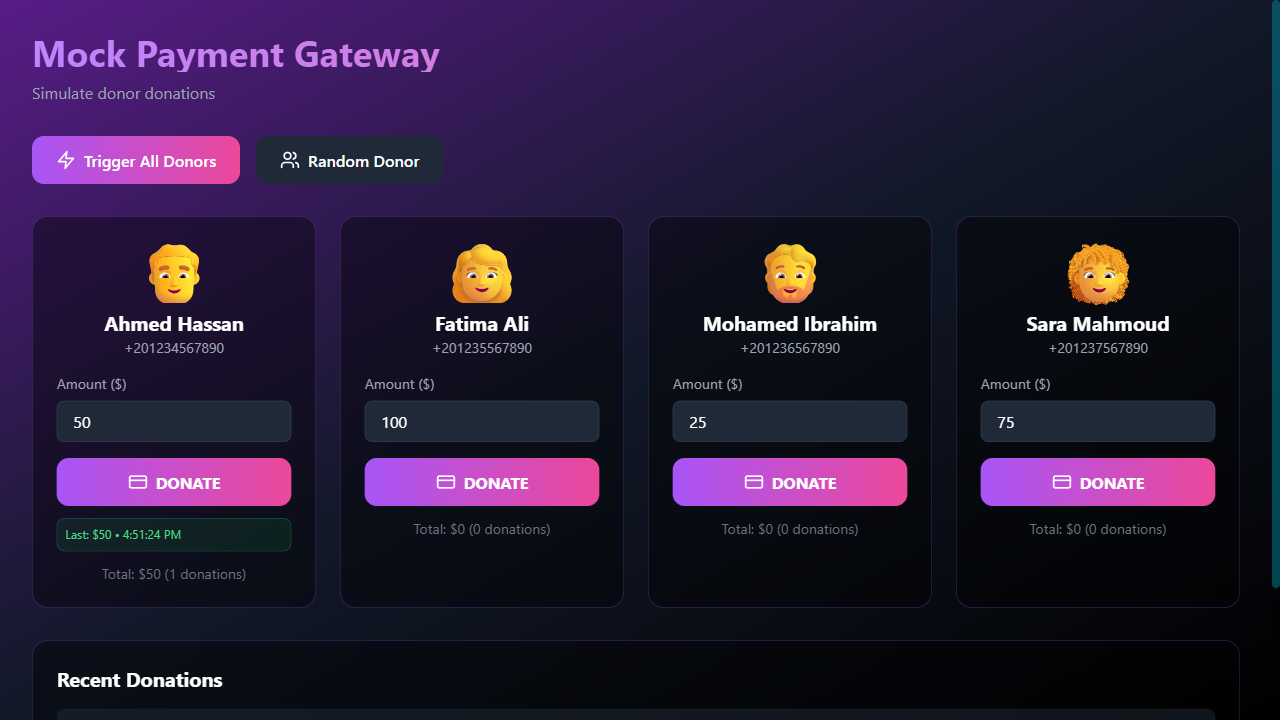 Mock Payment Gateway
Simulate donor donations
Trigger All Donors
Random Donor
Ahmed Hassan
+201234567890
Amount ($)
50
DONATE
Last: $50 • 4:51:24 PM
Total: $50 (1 donations)
Fatima Ali
+201235567890
Amount ($)
100
DONATE
Total: $0 (0 donations)
Mohamed Ibrahim
+201236567890
Amount ($)
25
DONATE
Total: $0 (0 donations)
Sara Mahmoud
+201237567890
Amount ($)
75
DONATE
Total: $0 (0 donations)
Recent Donations